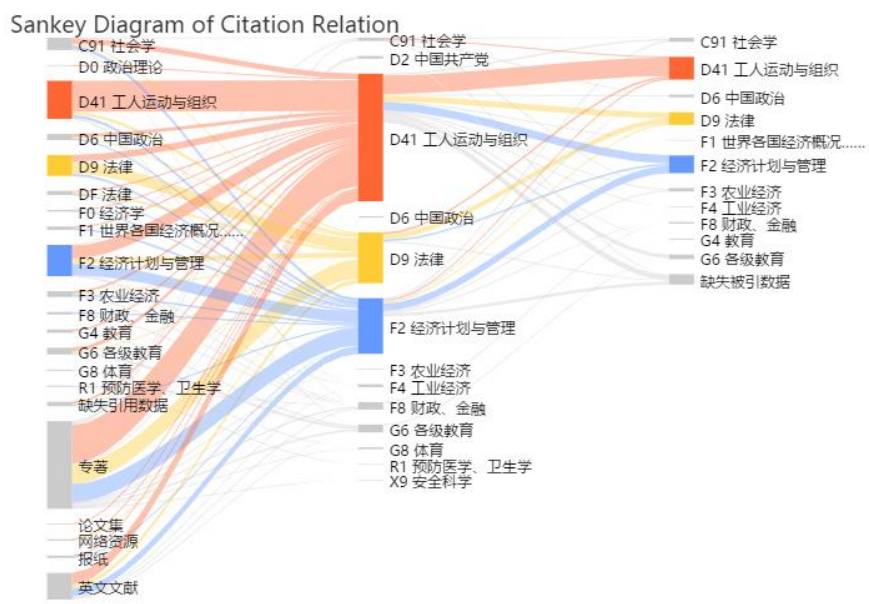 Sankey Diagram of Citation Relation
C91 社会学
D0 政治理论
D41 工人运动与组织
D6 中国政治
D9 法律
DF 法律
F0 经济学
F1 世界各国经济概况……
F2 经济计划与管理
F3 农业经济
F8 财政、金融
G4 教育
G6 各级教育
G8 体育
R1 预防医学、卫生学
缺失引用数据
专著
论文集
网络资源
报纸
英文文献
C91 社会学
D2 中国共产党
D41 工人运动与组织
D6 中国政治
D9 法律
F2 经济计划与管理
F3 农业经济
F4 工业经济
F8 财政、金融
G6 各级教育
G8 体育
R1 预防医学、卫生学
X9 安全科学
C91 社会学
D41 工人运动与组织
D6 中国政治
D9 法律
F1 世界各国经济概况……
F2 经济计划与管理
F3 农业经济
F4 工业经济
F8 财政、金融
G4 教育
G6 各级教育
缺失被引数据